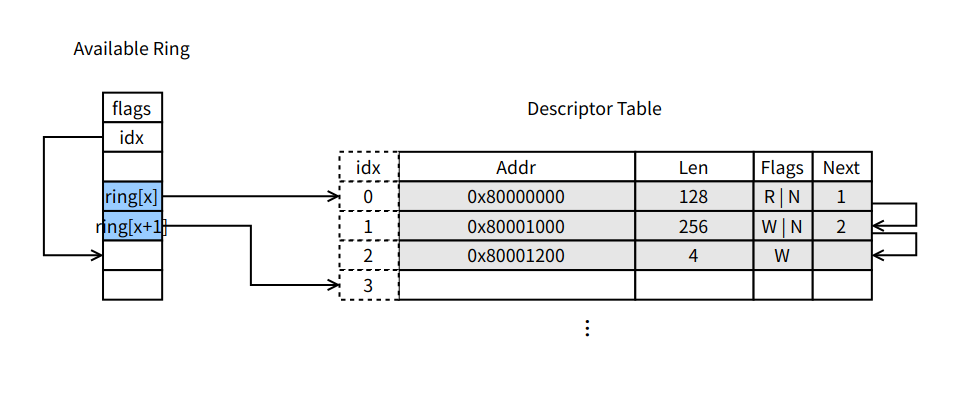 Available Ring
flags
idx
ring[x]
ring[x+1]
Descriptor Table
idx Addr Len Flags Next
0 0x80000000 128 R | N 1
1 0x80001000 256 W | N 2
2 0x80001200 4 W
3
⋮